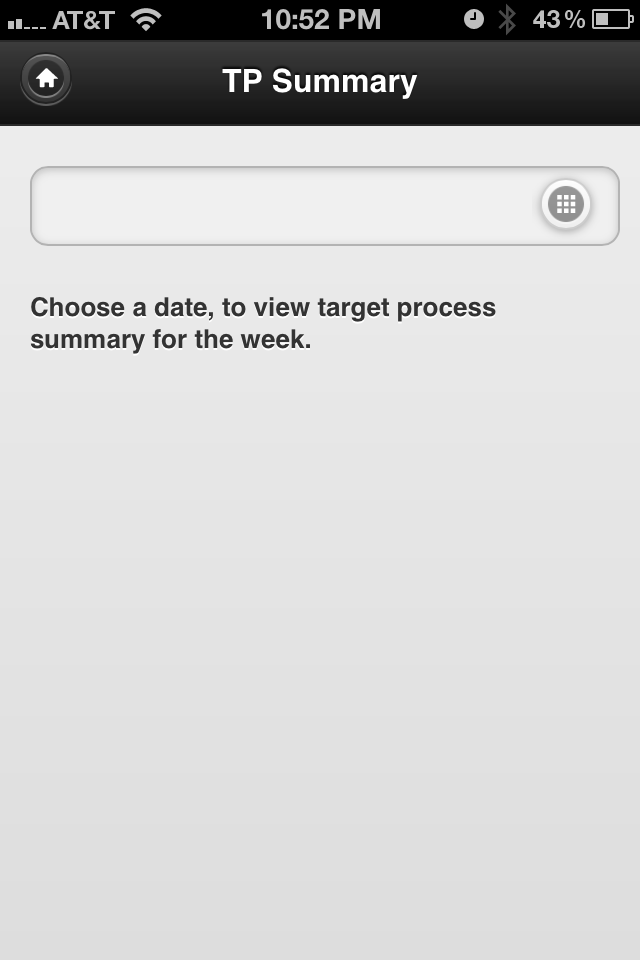 AT&T 10:52 PM 43%
TP Summary
Choose a date, to view target process
summary for the week.